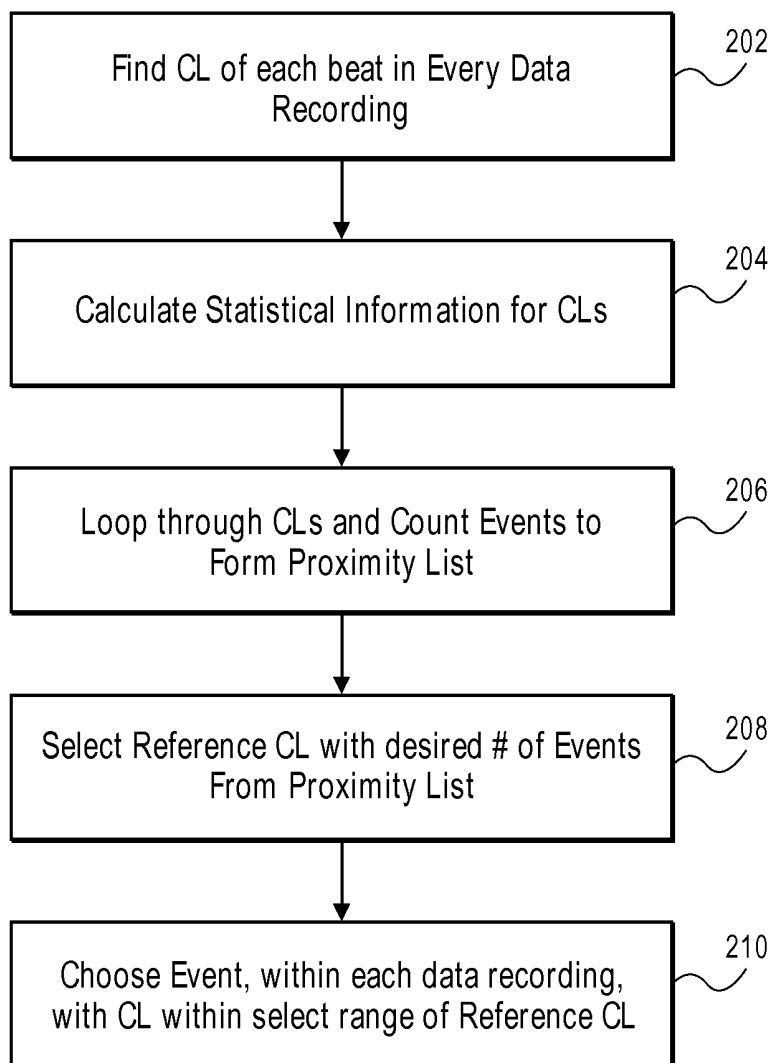 202
Find CL of each beat in Every Data
Recording
204
Calculate Statistical Information for CLs
206
Loop through CLs and Count Events to
Form Proximity List
208
Select Reference CL with desired # of Events
From Proximity List
210
Choose Event, within each data recording,
with CL within select range of Reference CL